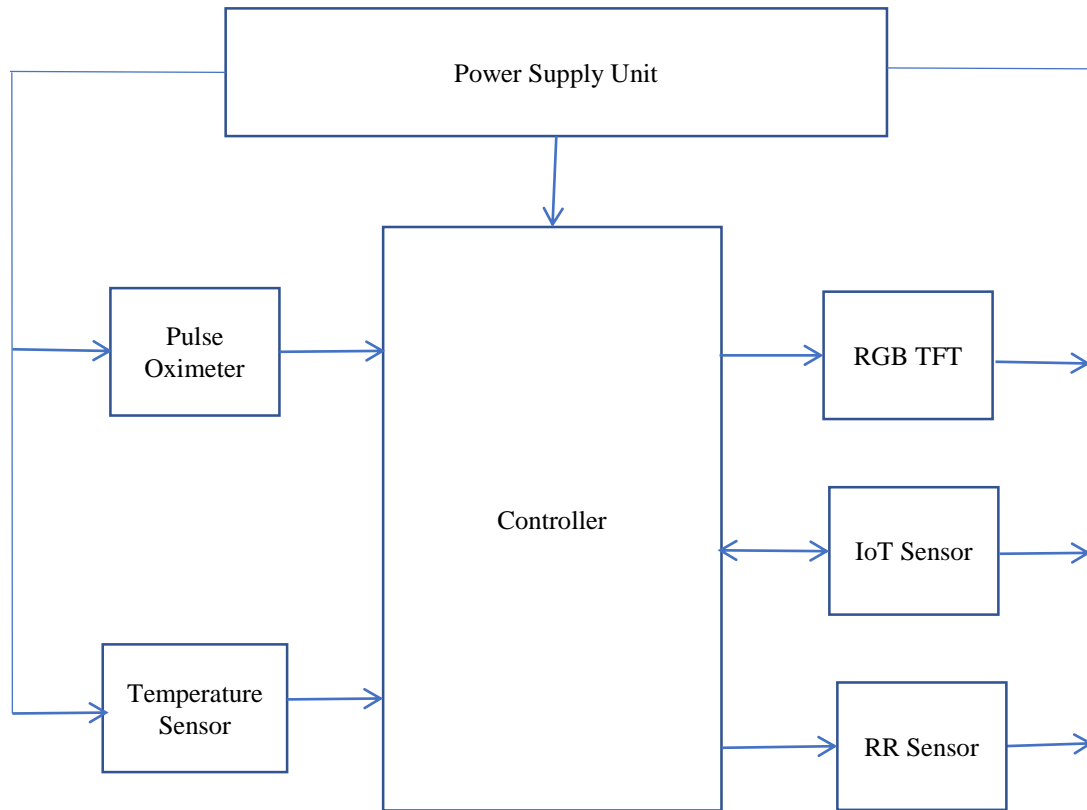 Power Supply Unit
Pulse
Oximeter
RGB TFT
Controller
IoT Sensor
Temperature
Sensor
RR Sensor